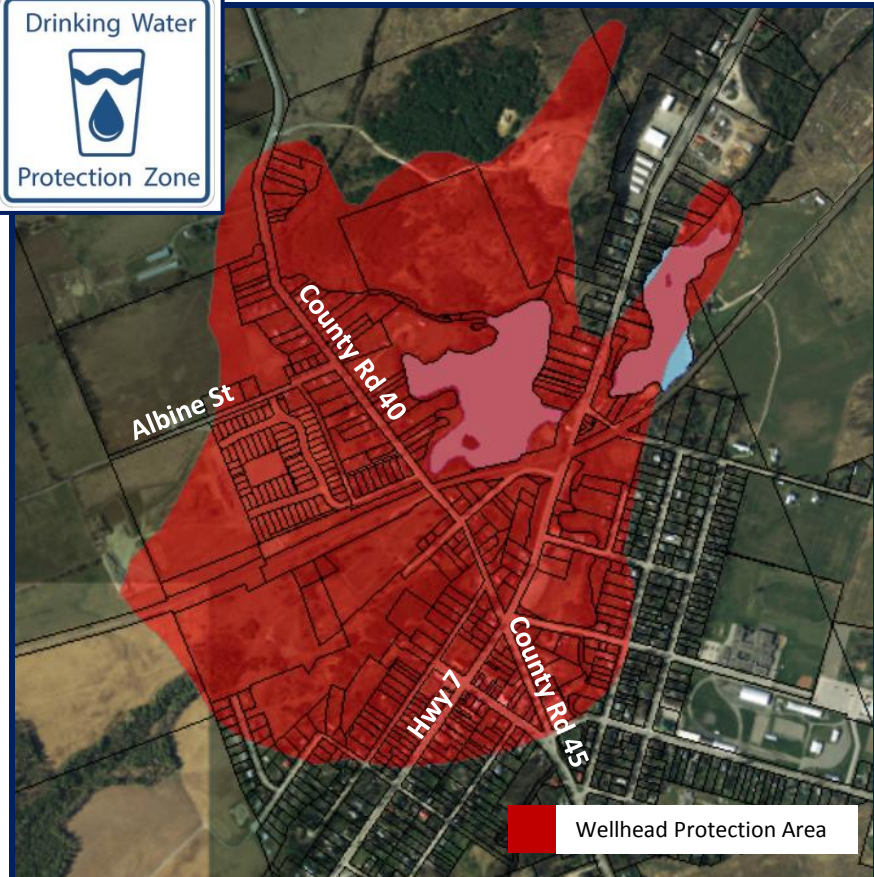 Drinking Water
Protection Zone
County Rd 40
Albine St
County Rd 45
Hwy 7
Wellhead Protection Area